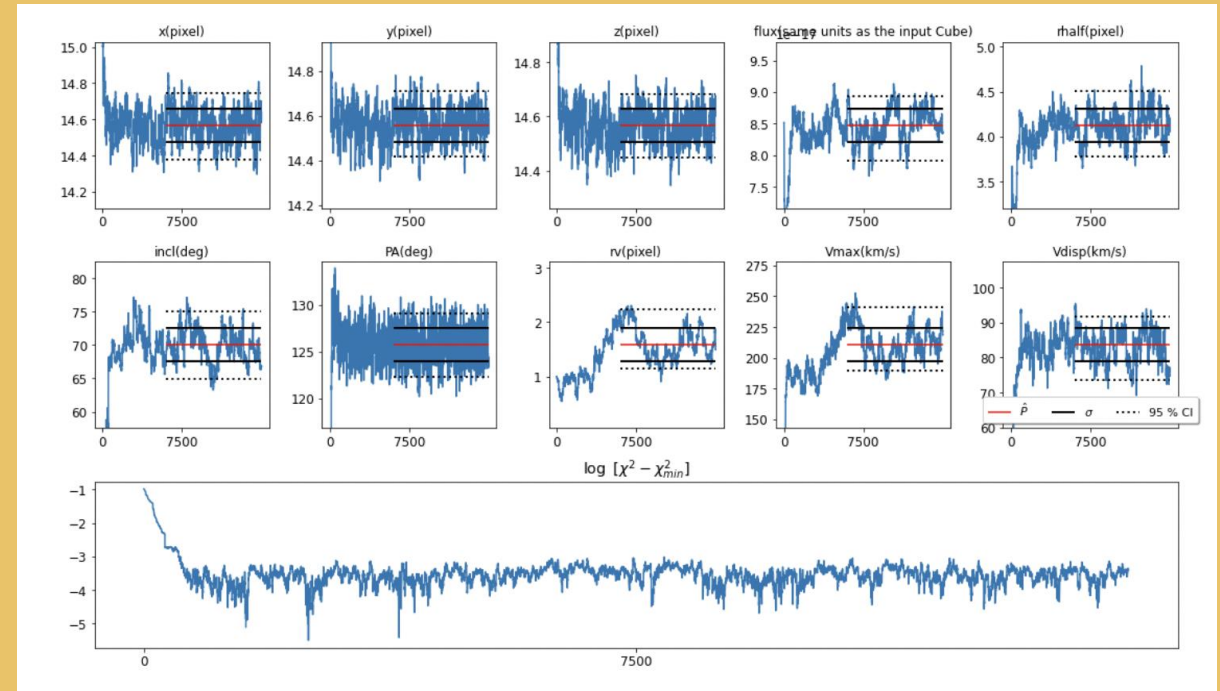 x(pixel) y(pixel) z(pixel) flux(same units as the input Cube) rhalf(pixel)
1e−17
15.0 14.8 14.6 14.4 14.2
0 7500
14.8 14.6 14.4 14.2
0 7500
14.8 14.6 14.4
0 7500
9.5 9.0 8.5 8.0 7.5
0 7500
5.0 4.5 4.0 3.5
0 7500
incl(deg) PA(deg) rv(pixel) Vmax(km/s) Vdisp(km/s)
80 75 70 65 60
0 7500
130 125 120
0 7500
3 2 1
0 7500
275 250 225 200 175 150
0 7500
100 90 80 70 60
0 7500
P̂ σ 95 % CI
log [χ² − χ²min]
−1
−2
−3
−4
−5
0 7500